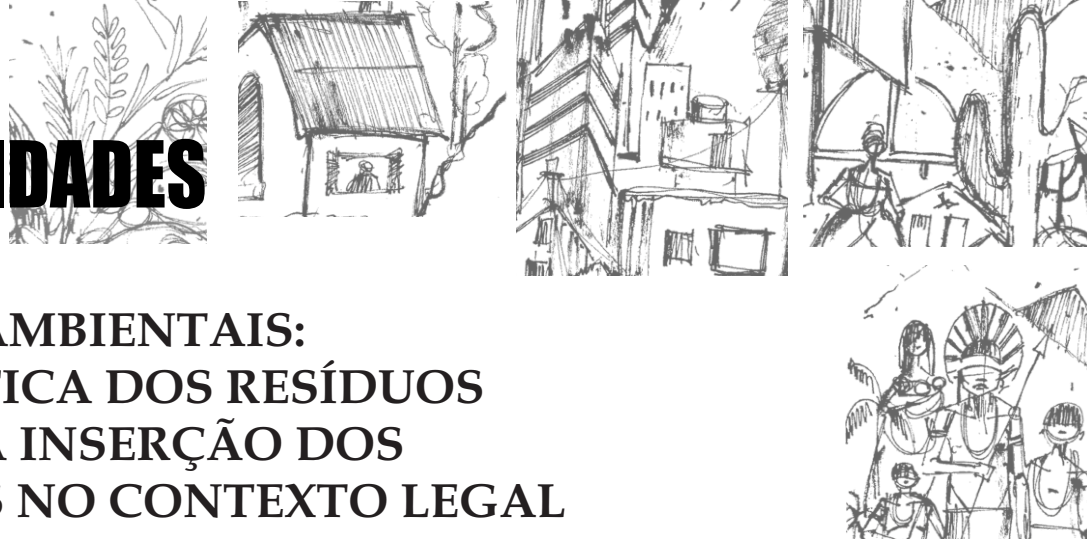 IDADES
AMBIENTAIS:
TICA DOS RESÍDUOS
A INSERÇÃO DOS
S NO CONTEXTO LEGAL